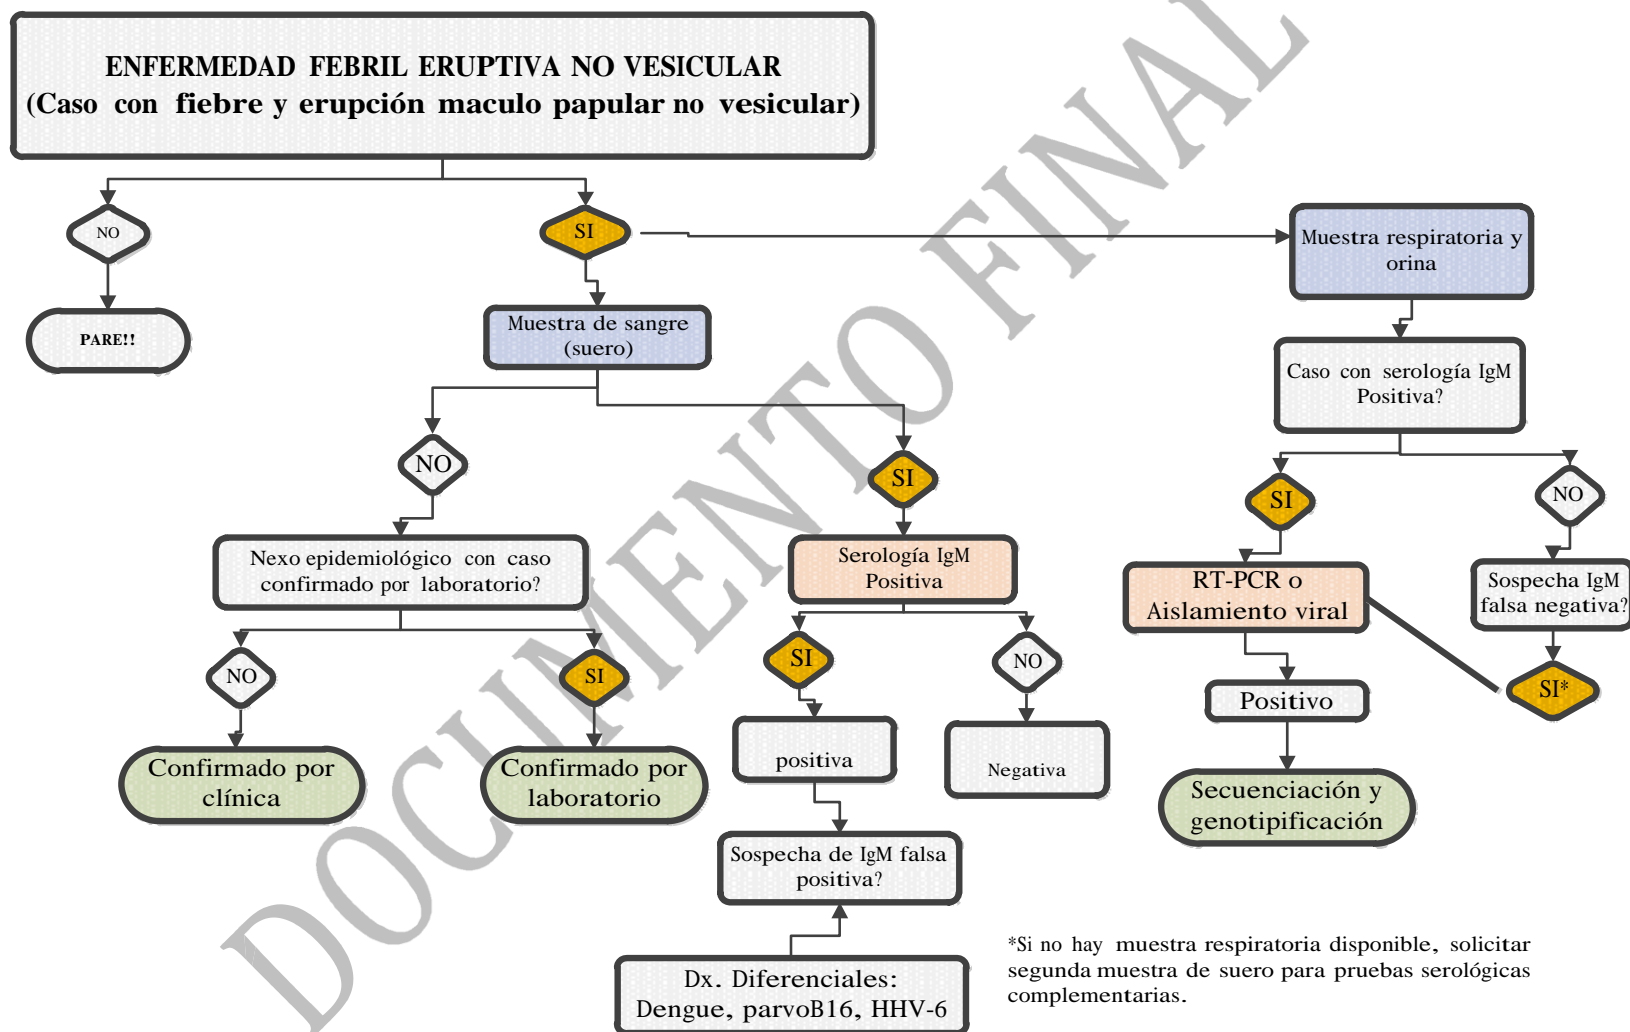 ENFERMEDAD FEBRIL ERUPTIVA NO VESICULAR
(Caso con fiebre y erupción maculo papular no vesicular)
NO
SI
Muestra respiratoria y
orina
PARE!!
Muestra de sangre
(suero)
Caso con serología IgM
Positiva?
NO
SI
SI
NO
Nexo epidemiológico con caso
confirmado por laboratorio?
Serología IgM
Positiva
RT-PCR o
Aislamiento viral
Sospecha IgM
falsa negativa?
NO
SI
SI
NO
Positivo
SI*
Confirmado por
clínica
Confirmado por
laboratorio
positiva
Negativa
Secuenciación y
genotipificación
Sospecha de IgM falsa
positiva?
Dx. Diferenciales:
Dengue, parvoB16, HHV-6
*Si no hay muestra respiratoria disponible, solicitar
segunda muestra de suero para pruebas serológicas
complementarias.
DOCUMENTO FINAL